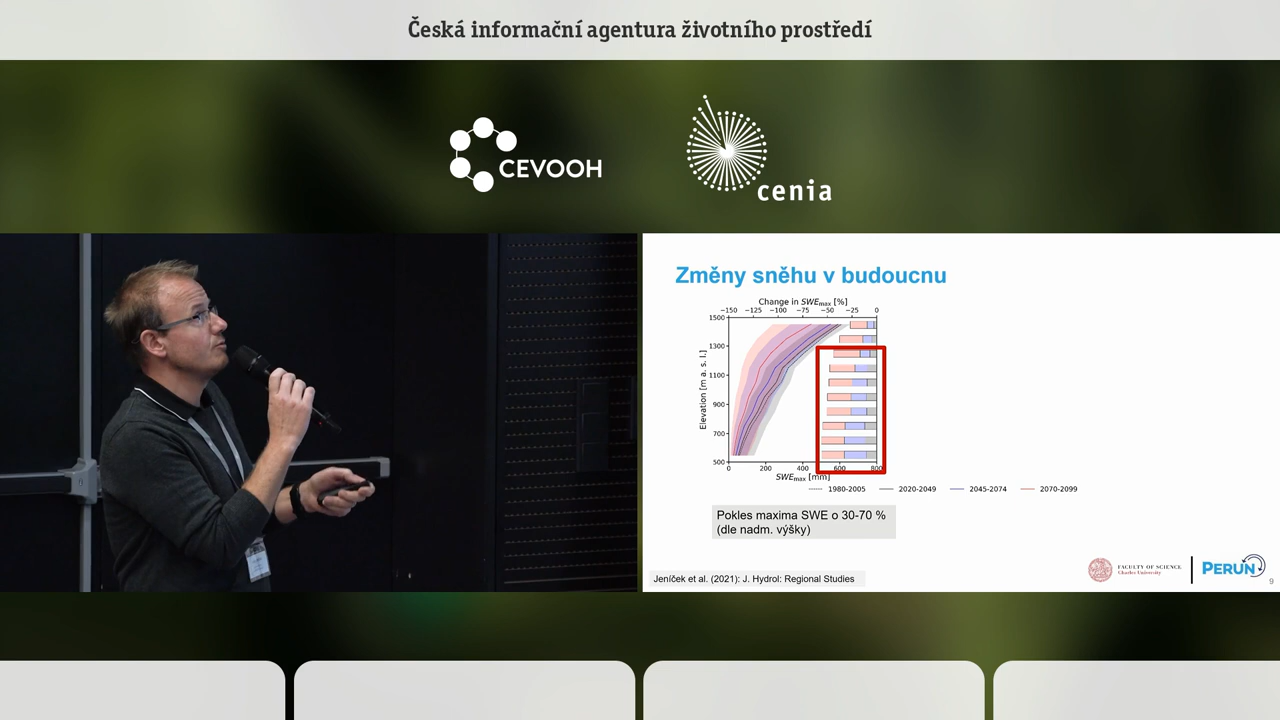 Česká informační agentura životního prostředí
CEVOOH
cenia
Změny sněhu v budoucnu
Change in SWEmax [%]
−150 −125 −100 −75 −50 −25 0
1500
1300
1100
900
700
500
Elevation [m a. s. l.]
0 200 400 600 800
SWEmax [mm]
1980-2005 2020-2049 2045-2074 2070-2099
Pokles maxima SWE o 30-70 %
(dle nadm. výšky)
Jeníček et al. (2021): J. Hydrol: Regional Studies
FACULTY OF SCIENCE
Charles University
PERUN
9